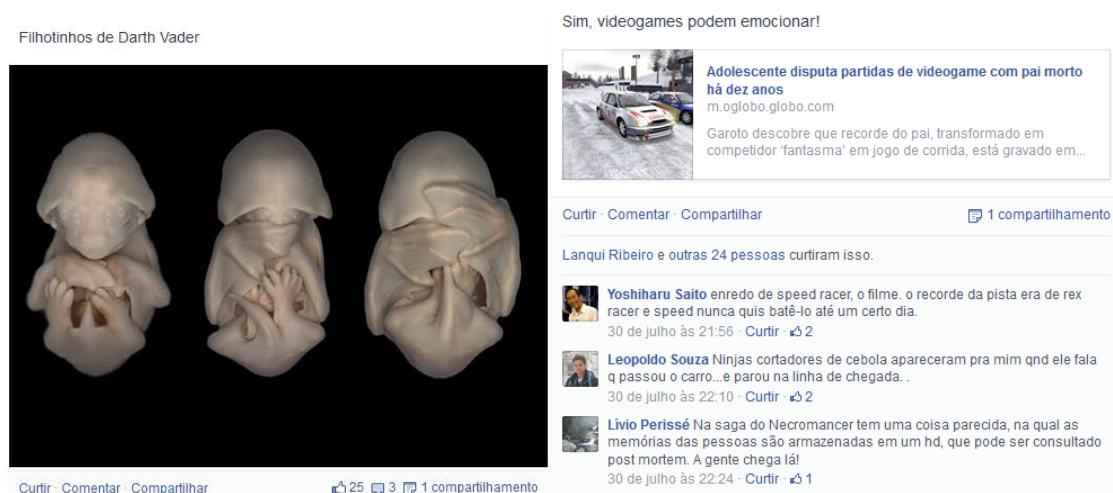 Filhotinhos de Darth Vader
Curtir · Comentar · Compartilhar
25 3 1 compartilhamento
Sim, videogames podem emocionar!
Adolescente disputa partidas de videogame com pai morto
há dez anos
m.oglobo.globo.com
Garoto descobre que recorde do pai, transformado em
competidor 'fantasma' em jogo de corrida, está gravado em...
Curtir · Comentar · Compartilhar
1 compartilhamento
Lanqui Ribeiro e outras 24 pessoas curtiram isso.
Yoshiharu Saito enredo de speed racer, o filme. o recorde da pista era de rex
racer e speed nunca quis batê-lo até um certo dia.
30 de julho às 21:56 · Curtir · 2
Leopoldo Souza Ninjas cortadores de cebola apareceram pra mim qnd ele fala
q passou o carro...e parou na linha de chegada. .
30 de julho às 22:10 · Curtir · 2
Lívio Perissé Na saga do Necromancer tem uma coisa parecida, na qual as
memórias das pessoas são armazenadas em um hd, que pode ser consultado
post mortem. A gente chega lá!
30 de julho às 22:24 · Curtir · 1